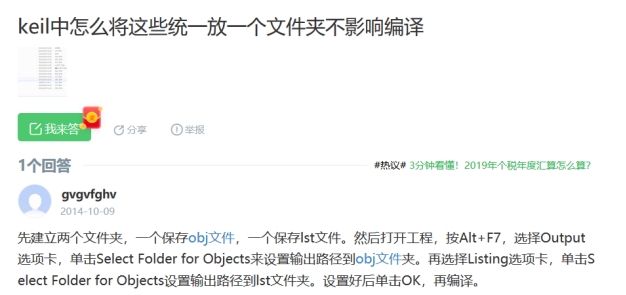 keil中怎么将这些统一放一个文件夹不影响编译
我来答
分享
举报
1个回答
#热议# 3分钟看懂！2019年个税年度汇算怎么算?
gvgvfghv
2014-10-09
先建立两个文件夹，一个保存obj文件，一个保存lst文件。然后打开工程，按Alt+F7，选择Output
选项卡，单击Select Folder for Objects来设置输出路径到obj文件夹。再选择Listing选项卡，单击S
elect Folder for Objects设置输出路径到lst文件夹。设置好后单击OK，再编译。